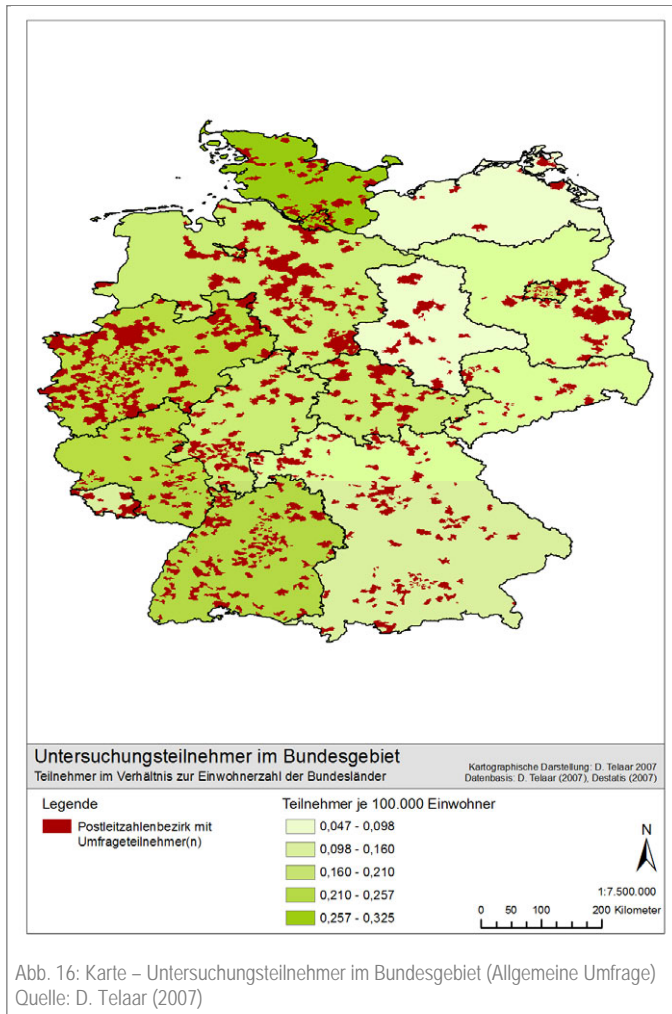 Untersuchungsteilnehmer im Bundesgebiet
Teilnehmer im Verhältnis zur Einwohnerzahl der Bundesländer
Kartographische Darstellung: D. Telaar 2007
Datenbasis: D. Telaar (2007), Destatis (2007)
Legende
Postleitzahlenbezirk mit
Umfrageteilnehmer(n)
Teilnehmer je 100.000 Einwohner
0,047 - 0,098
0,098 - 0,160
0,160 - 0,210
0,210 - 0,257
0,257 - 0,325
N
1:7.500.000
0 50 100 200 Kilometer
Abb. 16: Karte – Untersuchungsteilnehmer im Bundesgebiet (Allgemeine Umfrage)
Quelle: D. Telaar (2007)